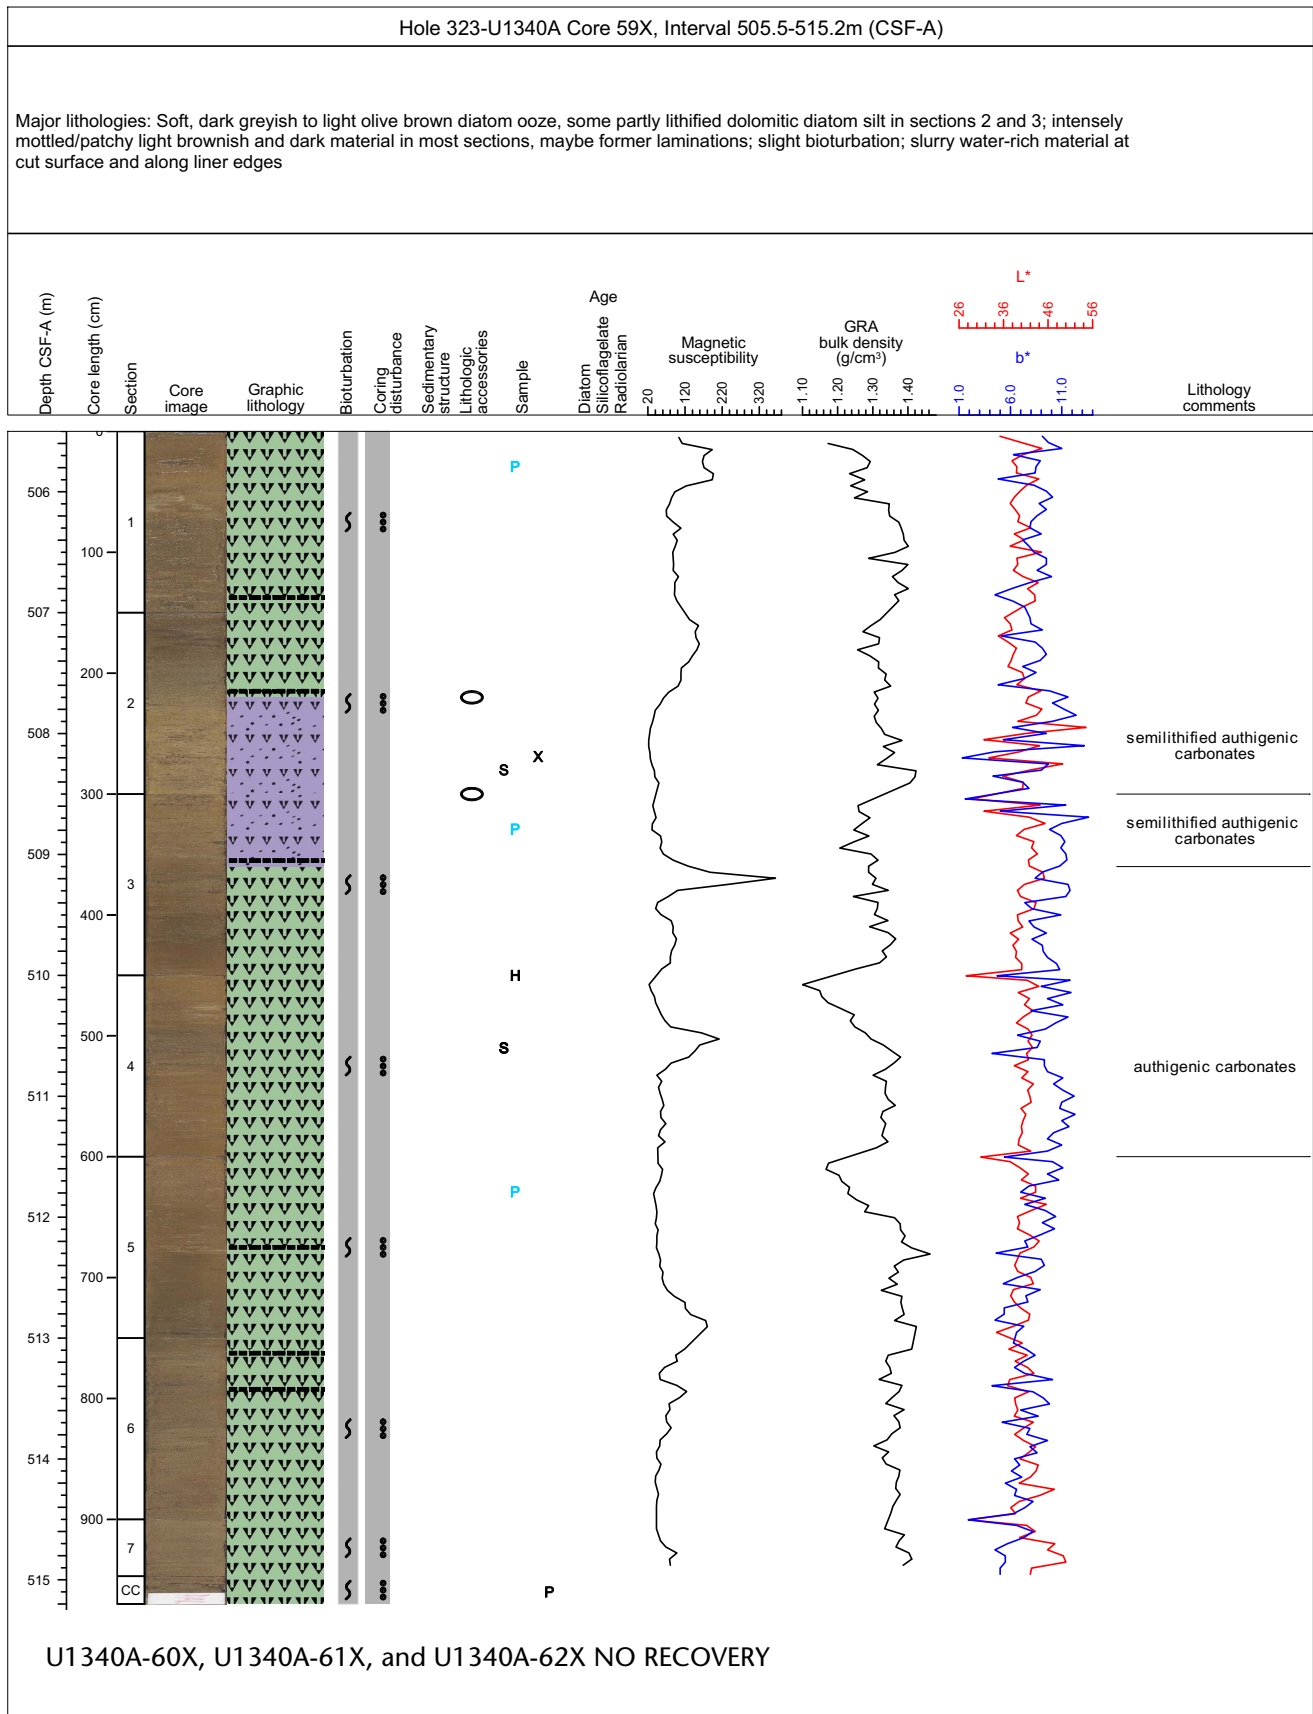 Hole 323-U1340A Core 59X, Interval 505.5-515.2m (CSF-A)
Major lithologies: Soft, dark greyish to light olive brown diatom ooze, some partly lithified dolomitic diatom silt in sections 2 and 3; intensely
mottled/patchy light brownish and dark material in most sections, maybe former laminations; slight bioturbation; slurry water-rich material at
cut surface and along liner edges
Depth CSF-A (m)
Core length (cm)
Section
Core
image
Graphic
lithology
Bioturbation
Coring
disturbance
Sedimentary
structure
Lithologic
accessories
Sample
Age
Diatom
Silicoflagelate
Radiolarian
Magnetic
susceptibility
20 120 220 320
GRA
bulk density
(g/cm³)
1.10 1.20 1.30 1.40
L*
26 36 46 56
b*
1.0 6.0 11.0
Lithology
comments
0
P
506
1
100
507
200
2
508
semilithified authigenic
carbonates
X
S
300
P
semilithified authigenic
carbonates
509
3
400
510
H
500
S
4
authigenic carbonates
511
600
P
512
5
700
513
800
6
514
900
7
515
CC
P
U1340A-60X, U1340A-61X, and U1340A-62X NO RECOVERY